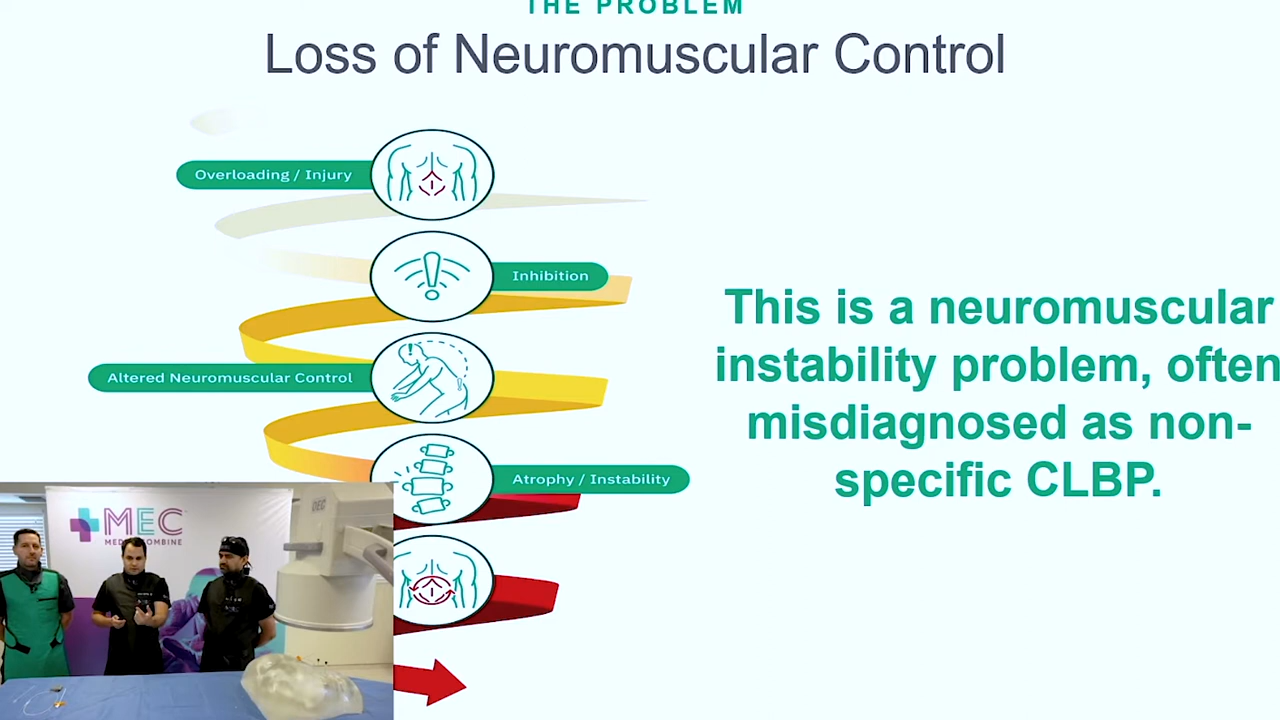 THE PROBLEM
Loss of Neuromuscular Control
Overloading / Injury
Inhibition
Altered Neuromuscular Control
Atrophy / Instability
This is a neuromuscular
instability problem, often
misdiagnosed as non-
specific CLBP.
MEC